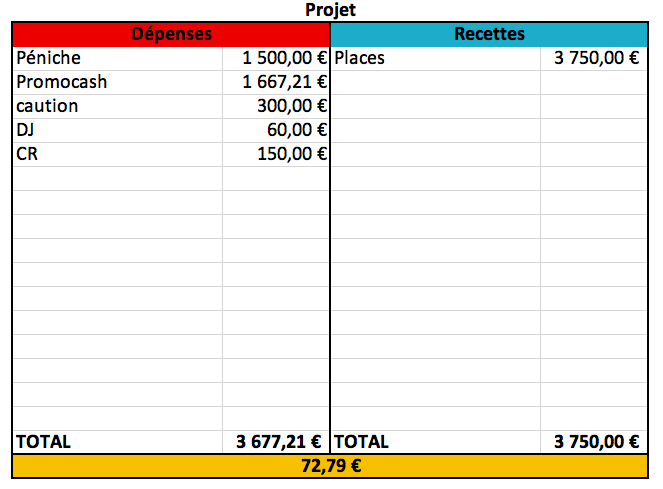 Projet
Dépenses Recettes
Péniche 1 500,00 € Places 3 750,00 €
Promocash 1 667,21 €
caution 300,00 €
DJ 60,00 €
CR 150,00 €
TOTAL 3 677,21 € TOTAL 3 750,00 €
72,79 €